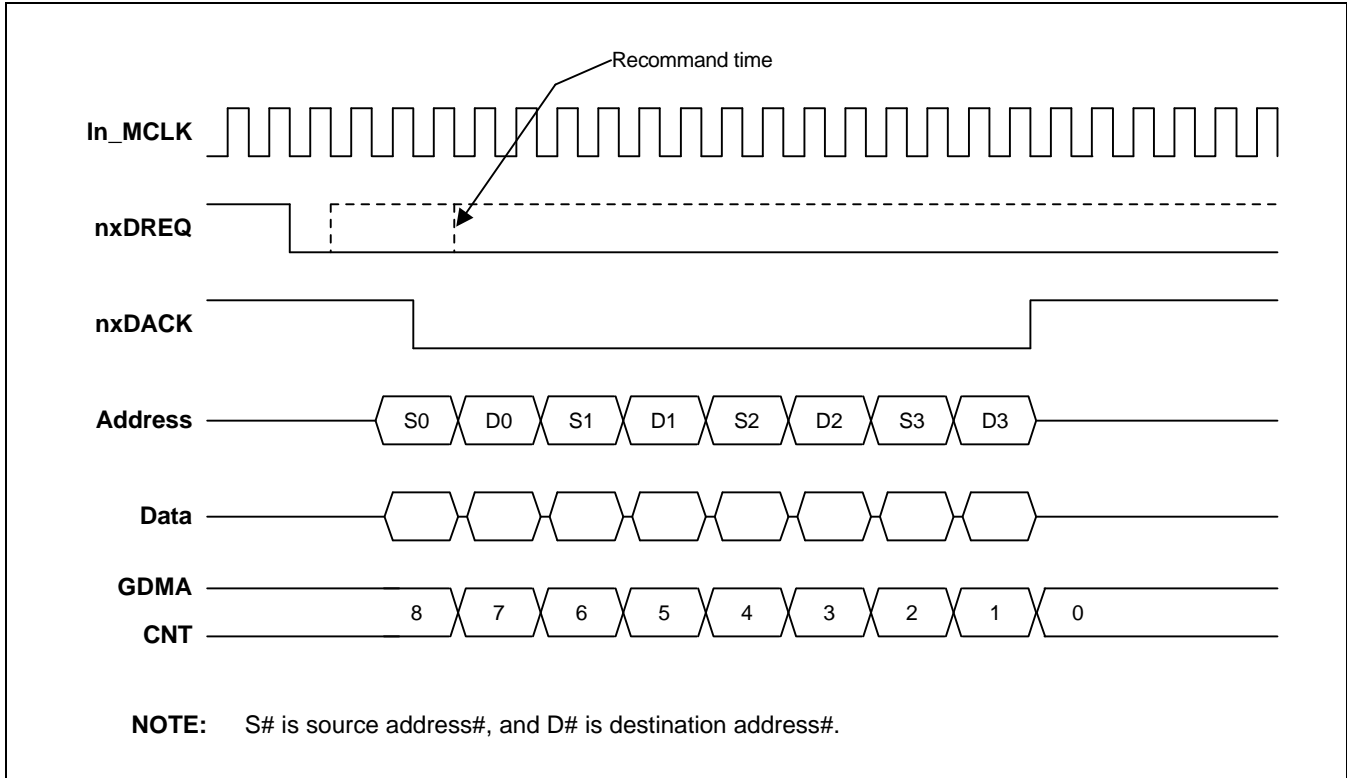 Recommand time
In_MCLK
nxDREQ
nxDACK
Address S0 D0 S1 D1 S2 D2 S3 D3
Data
GDMA
CNT
8 7 6 5 4 3 2 1 0
NOTE: S# is source address#, and D# is destination address#.